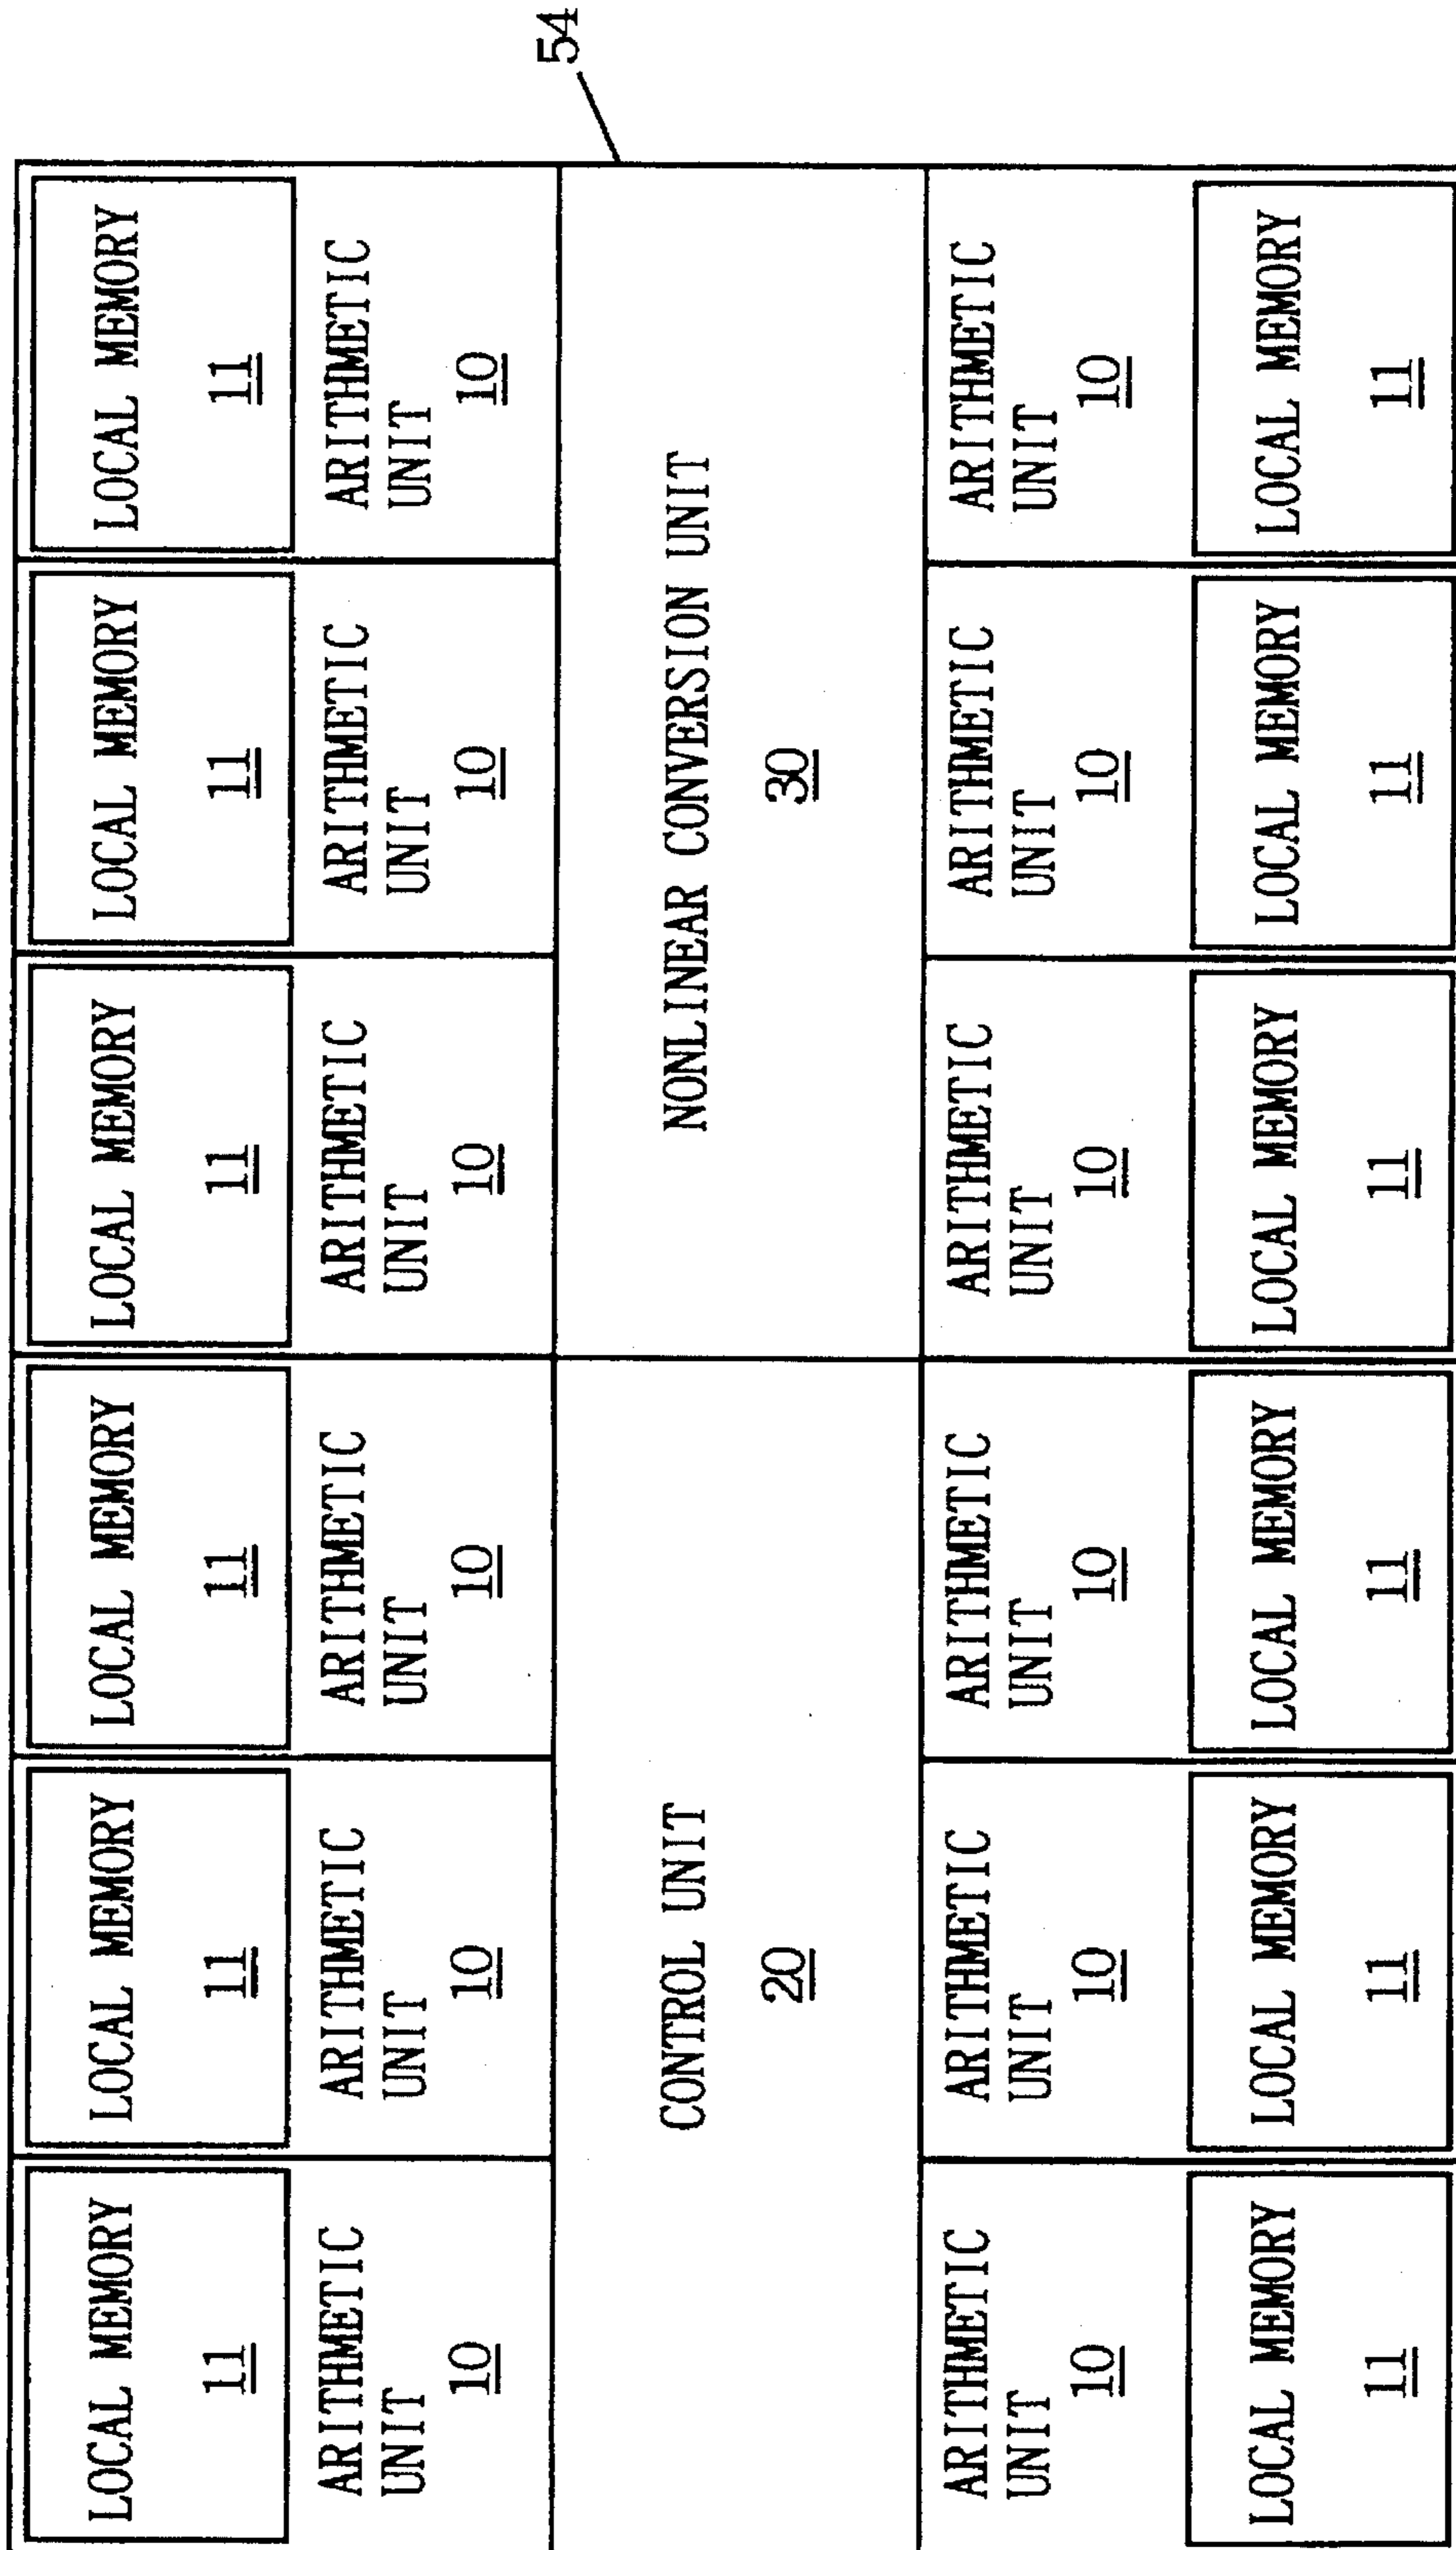 LOCAL MEMORY
11
ARITHMETIC
UNIT
10
LOCAL MEMORY
11
ARITHMETIC
UNIT
10
LOCAL MEMORY
11
ARITHMETIC
UNIT
10
LOCAL MEMORY
11
ARITHMETIC
UNIT
10
LOCAL MEMORY
11
ARITHMETIC
UNIT
10
LOCAL MEMORY
11
ARITHMETIC
UNIT
10
54
CONTROL UNIT
20
NONLINEAR CONVERSION UNIT
30
ARITHMETIC
UNIT
10
LOCAL MEMORY
11
ARITHMETIC
UNIT
10
LOCAL MEMORY
11
ARITHMETIC
UNIT
10
LOCAL MEMORY
11
ARITHMETIC
UNIT
10
LOCAL MEMORY
11
ARITHMETIC
UNIT
10
LOCAL MEMORY
11
ARITHMETIC
UNIT
10
LOCAL MEMORY
11